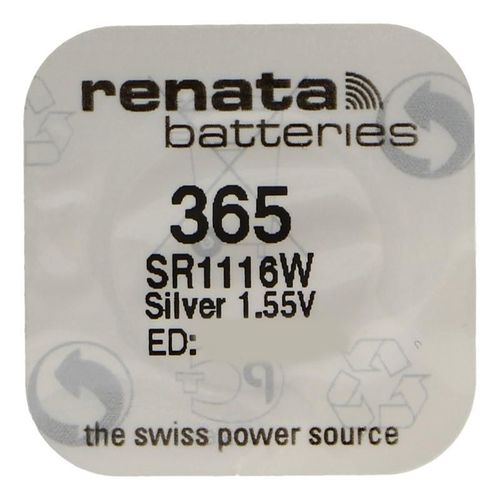 renata
batteries
365
SR1116W
Silver 1.55V
ED:
the swiss power source